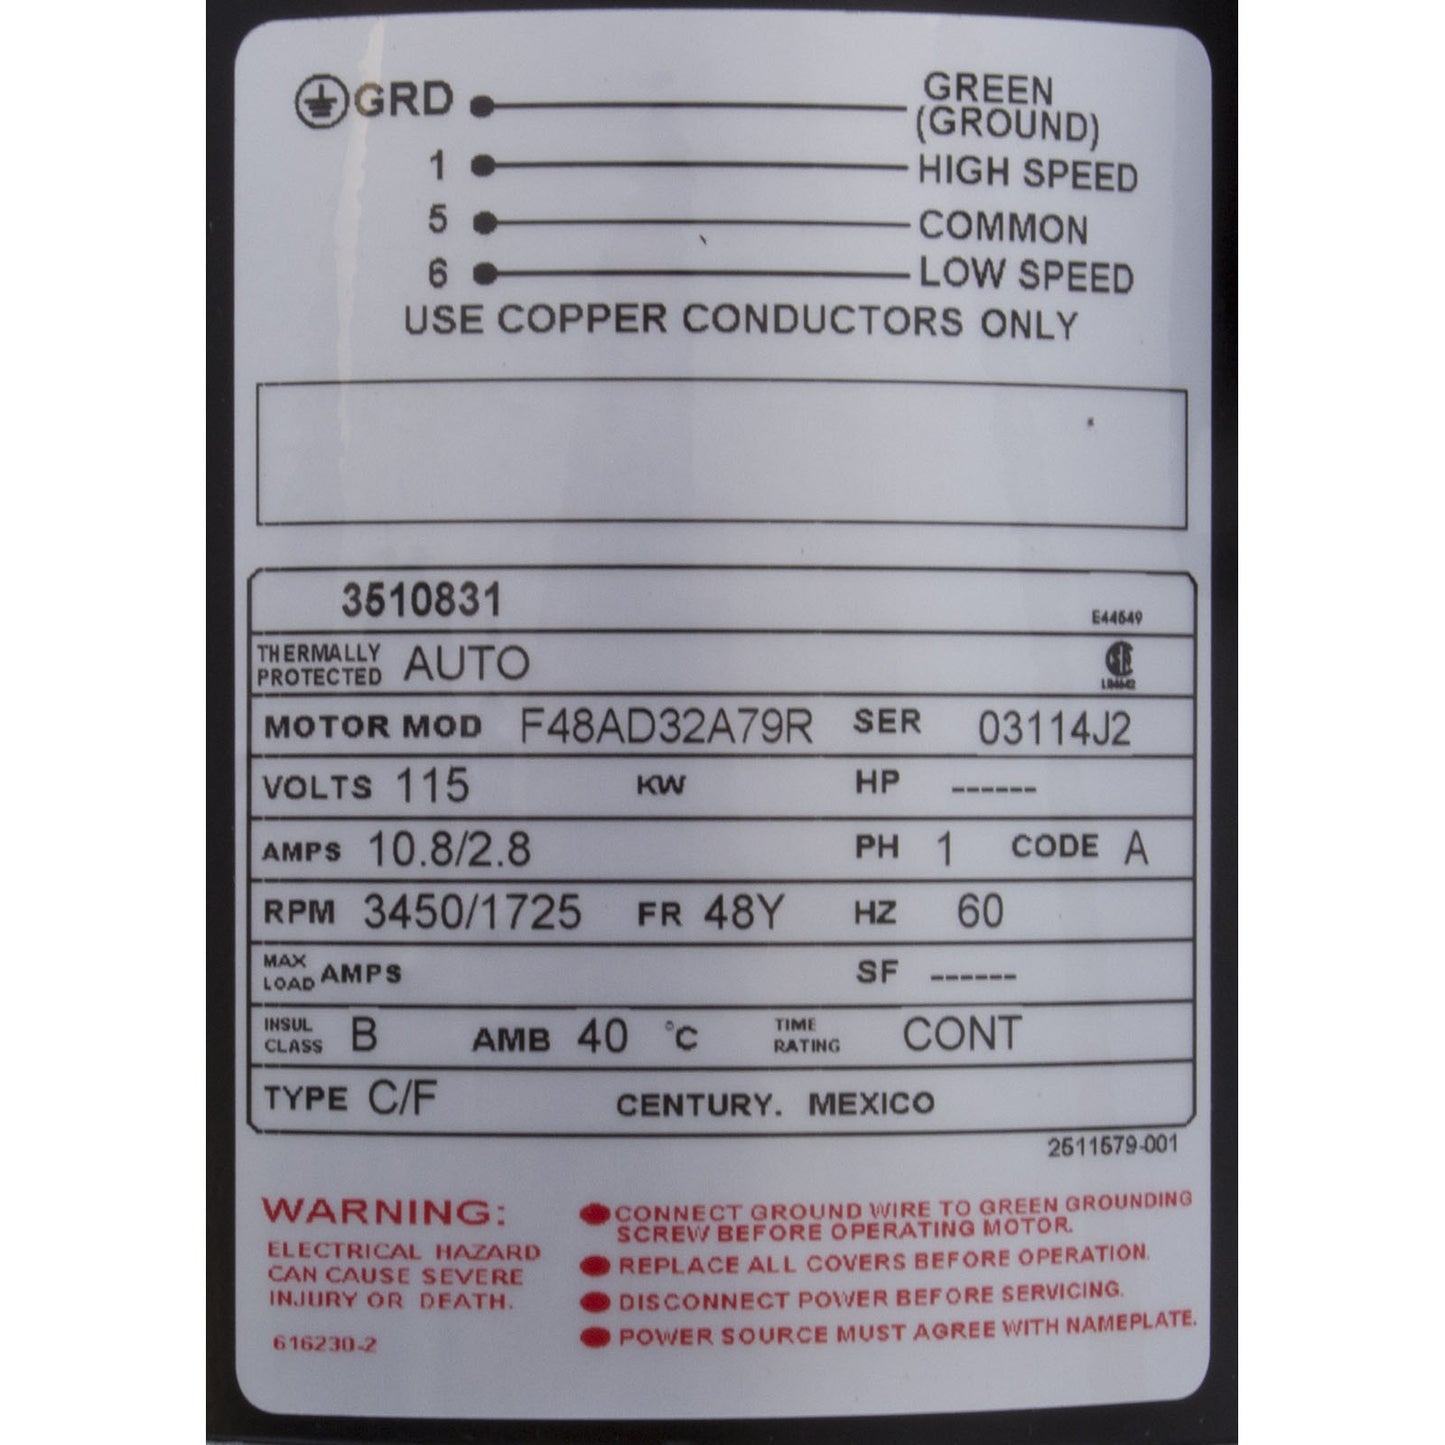 GRD GREEN
(GROUND)
1 HIGH SPEED
5 COMMON
6 LOW SPEED
USE COPPER CONDUCTORS ONLY
3510831
E44549
THERMALLY
PROTECTED AUTO
MOTOR MOD F48AD32A79R SER 03114J2
VOLTS 115 KW HP ------
AMPS 10.8/2.8 PH 1 CODE A
RPM 3450/1725 FR 48Y HZ 60
MAX
LOAD AMPS SF ------
INSUL
CLASS B AMB 40 °C TIME
RATING CONT
TYPE C/F CENTURY. MEXICO
2511579-001
WARNING:
ELECTRICAL HAZARD
CAN CAUSE SEVERE
INJURY OR DEATH.
616230-2
CONNECT GROUND WIRE TO GREEN GROUNDING
SCREW BEFORE OPERATING MOTOR.
REPLACE ALL COVERS BEFORE OPERATION.
DISCONNECT POWER BEFORE SERVICING.
POWER SOURCE MUST AGREE WITH NAMEPLATE.